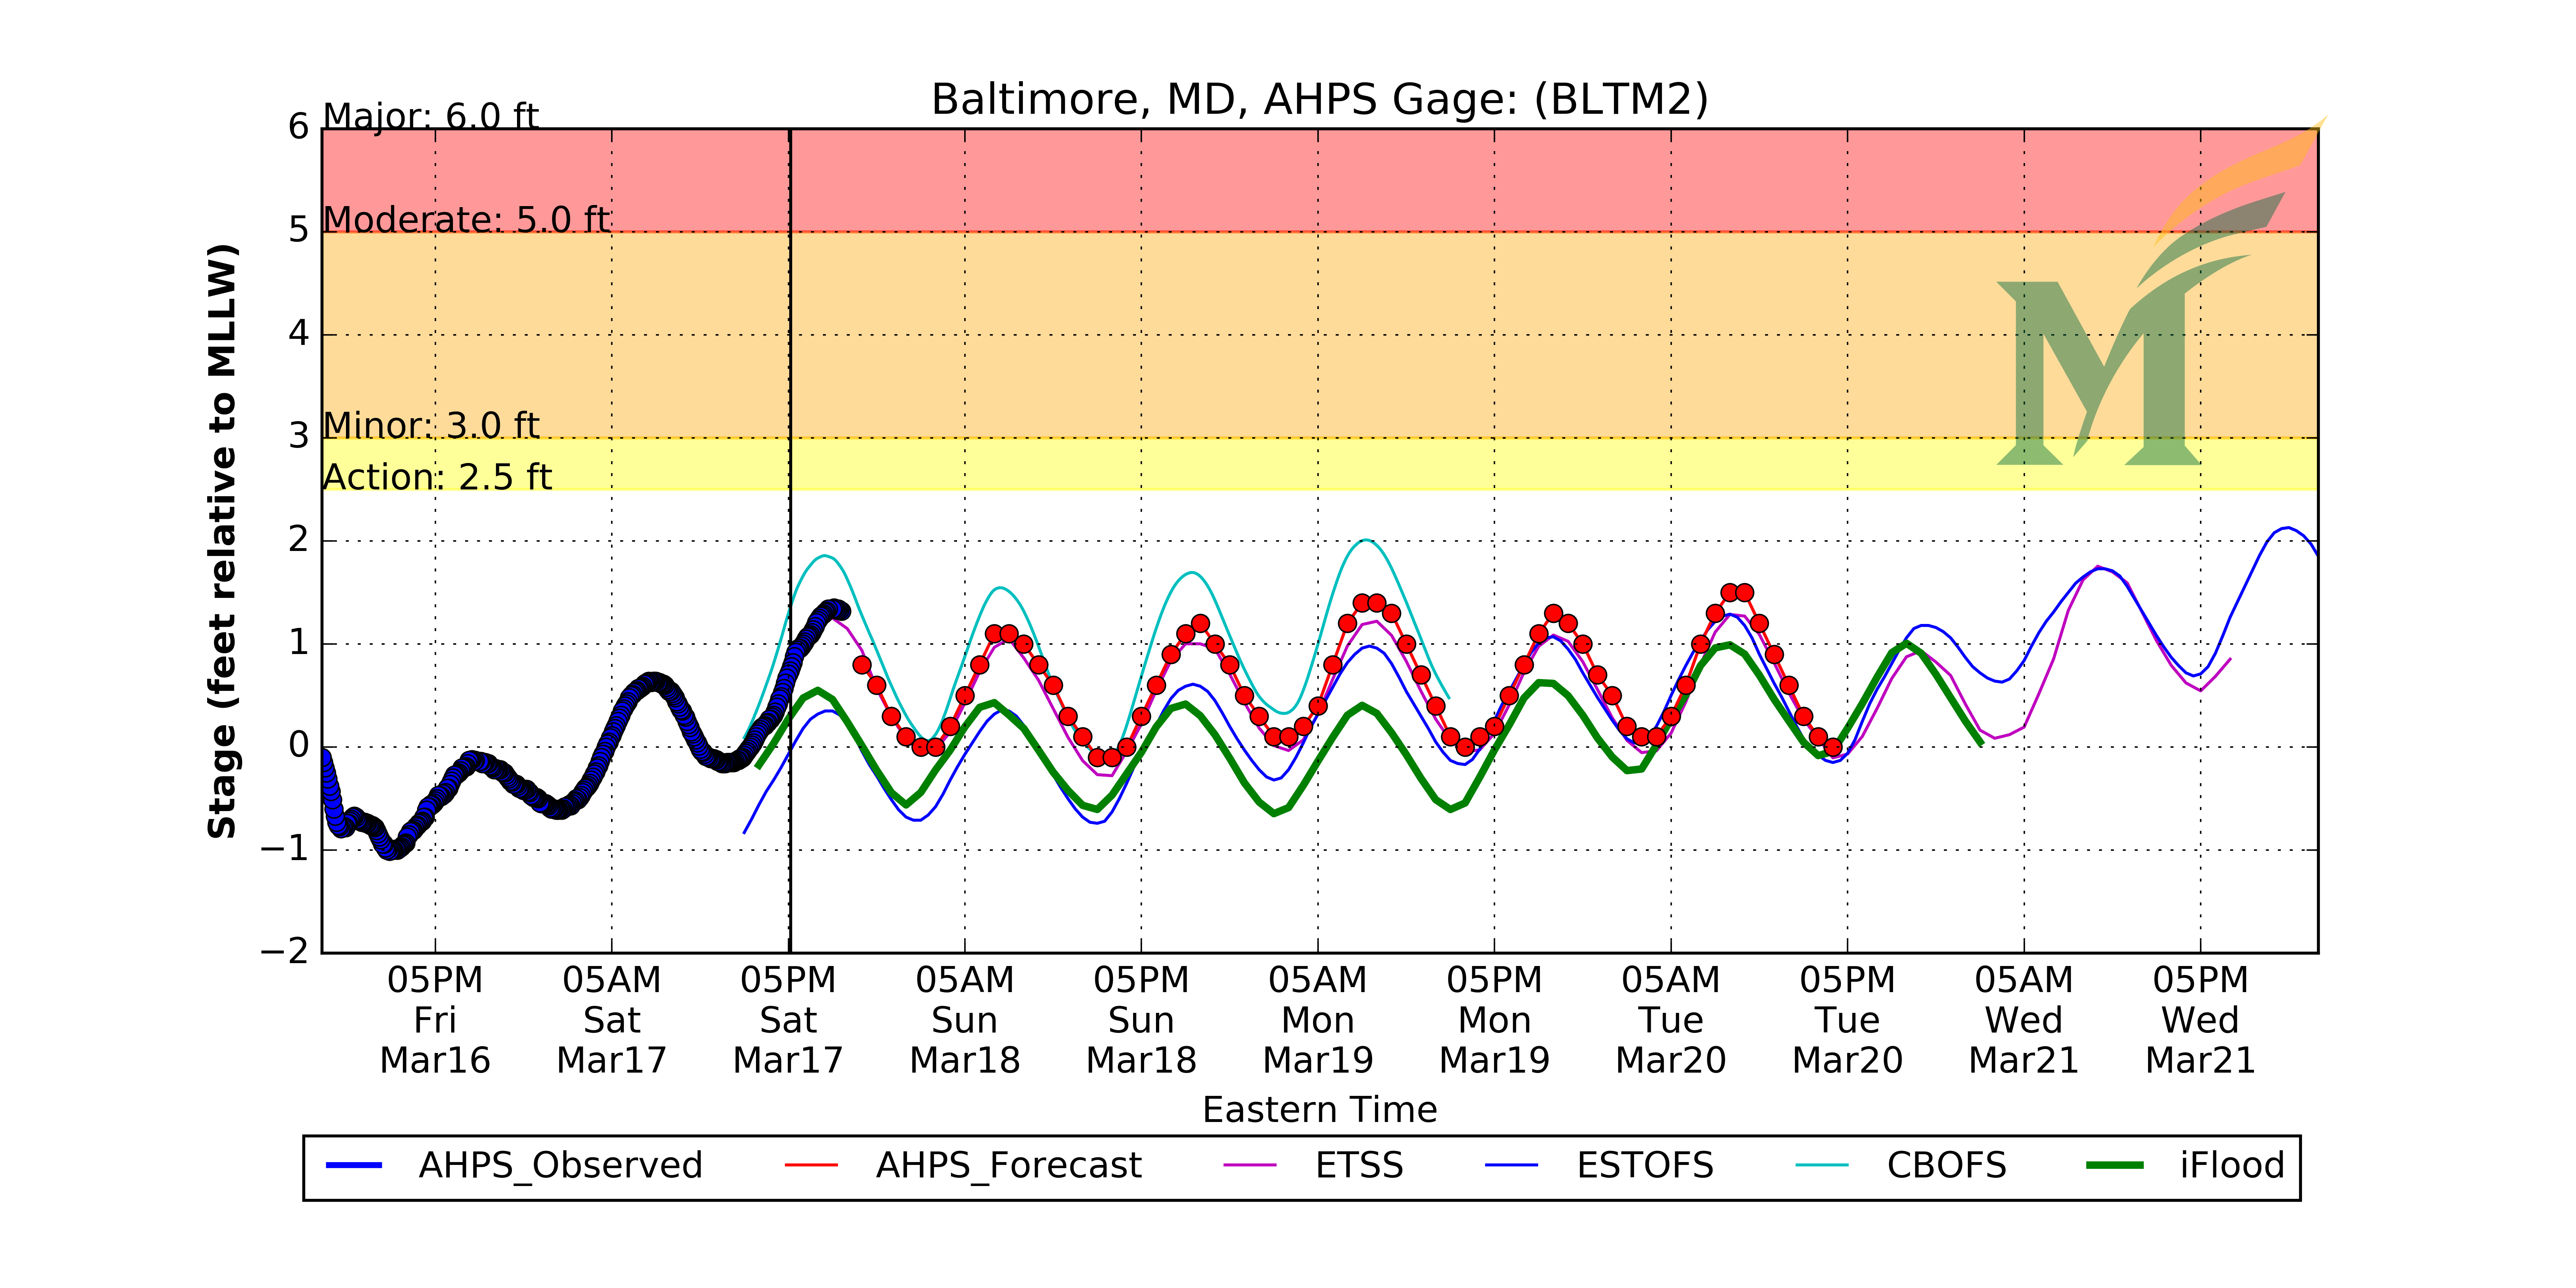 Baltimore, MD, AHPS Gage: (BLTM2)
Major: 6.0 ft
Moderate: 5.0 ft
Minor: 3.0 ft
Action: 2.5 ft
6
5
4
3
2
1
0
−1
−2
Stage (feet relative to MLLW)
05PM 05AM 05PM 05AM 05PM 05AM 05PM 05AM 05PM 05AM 05PM
Fri Sat Sat Sun Sun Mon Mon Tue Tue Wed Wed
Mar16 Mar17 Mar17 Mar18 Mar18 Mar19 Mar19 Mar20 Mar20 Mar21 Mar21
Eastern Time
AHPS_Observed AHPS_Forecast ETSS ESTOFS CBOFS iFlood
M